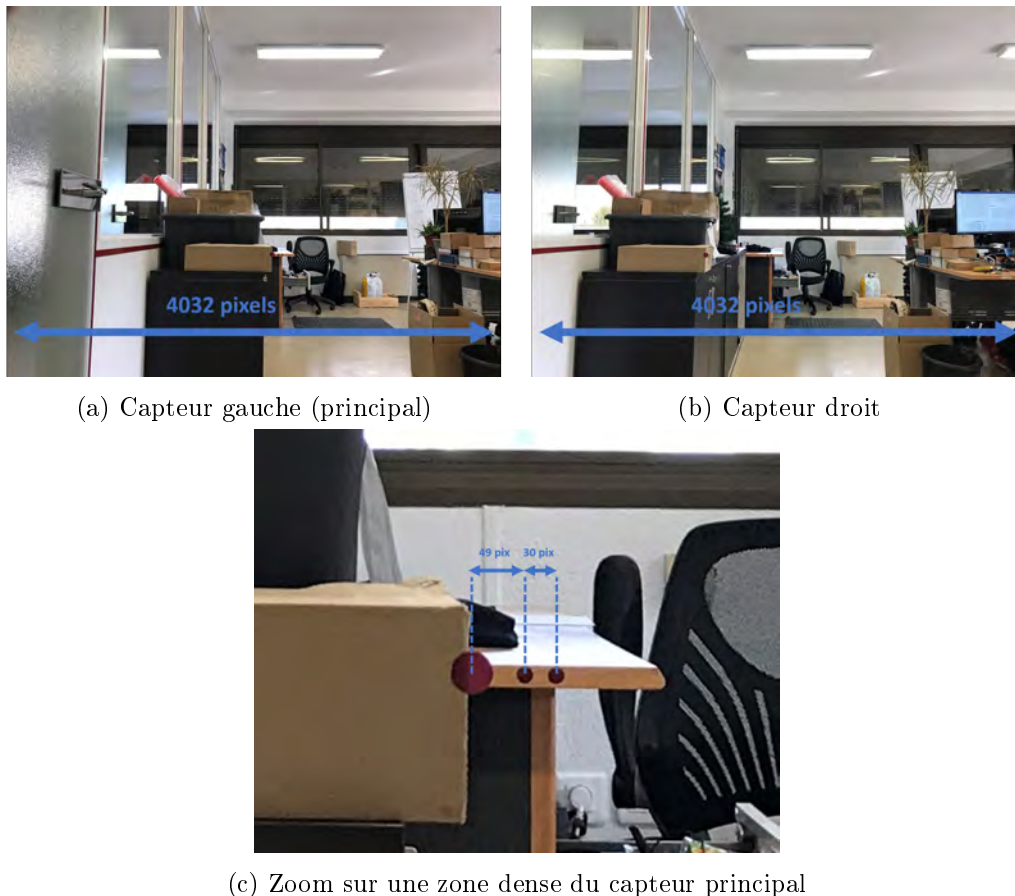 4032 pixels
4032 pixels
(a) Capteur gauche (principal)
(b) Capteur droit
49 pix
30 pix
(c) Zoom sur une zone dense du capteur principal